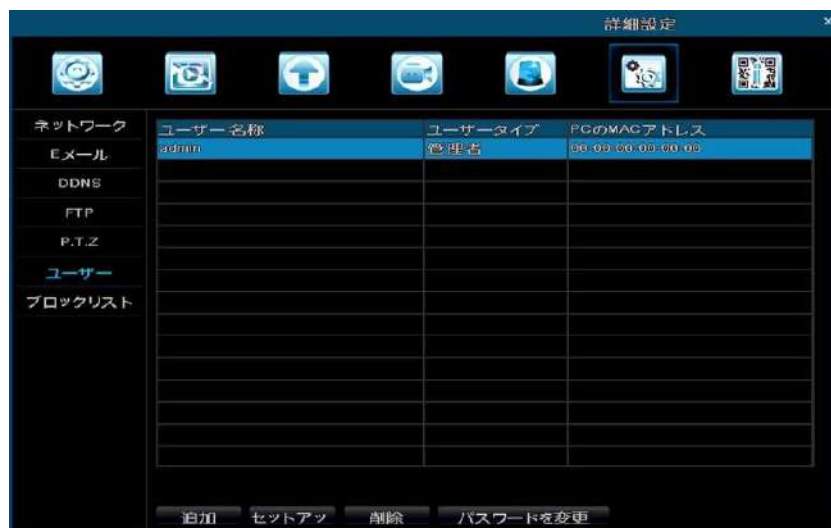 詳細設定
ネットワーク
Eメール
DDNS
FTP
P.T.Z
ユーザー
ブロックリスト
ユーザー名称 ユーザータイプ PCのMACアドレス
admin 管理者 00-00-00-00-00-00
追加 セットアッ 削除 パスワードを変更